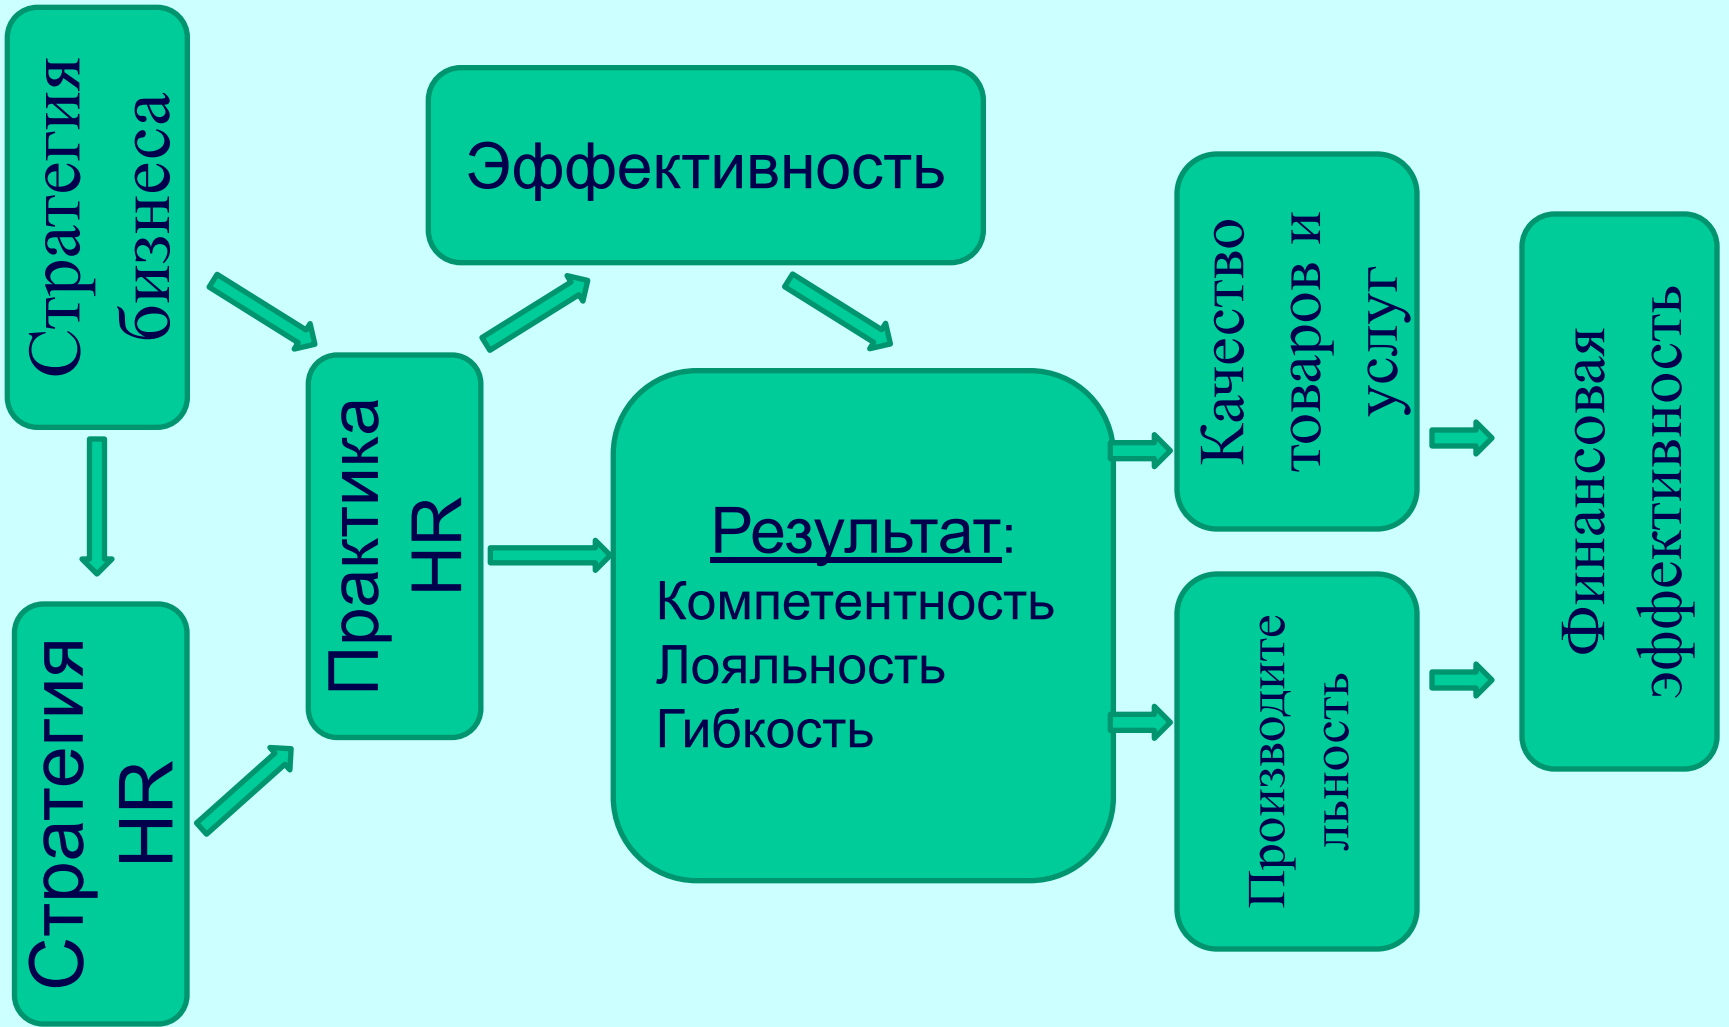 Стратегия
бизнеса
Стратегия
HR
Практика
HR
Эффективность
Результат:
Компетентность
Лояльность
Гибкость
Качество
товаров и
услуг
Производите
льность
Финансовая
эффективность